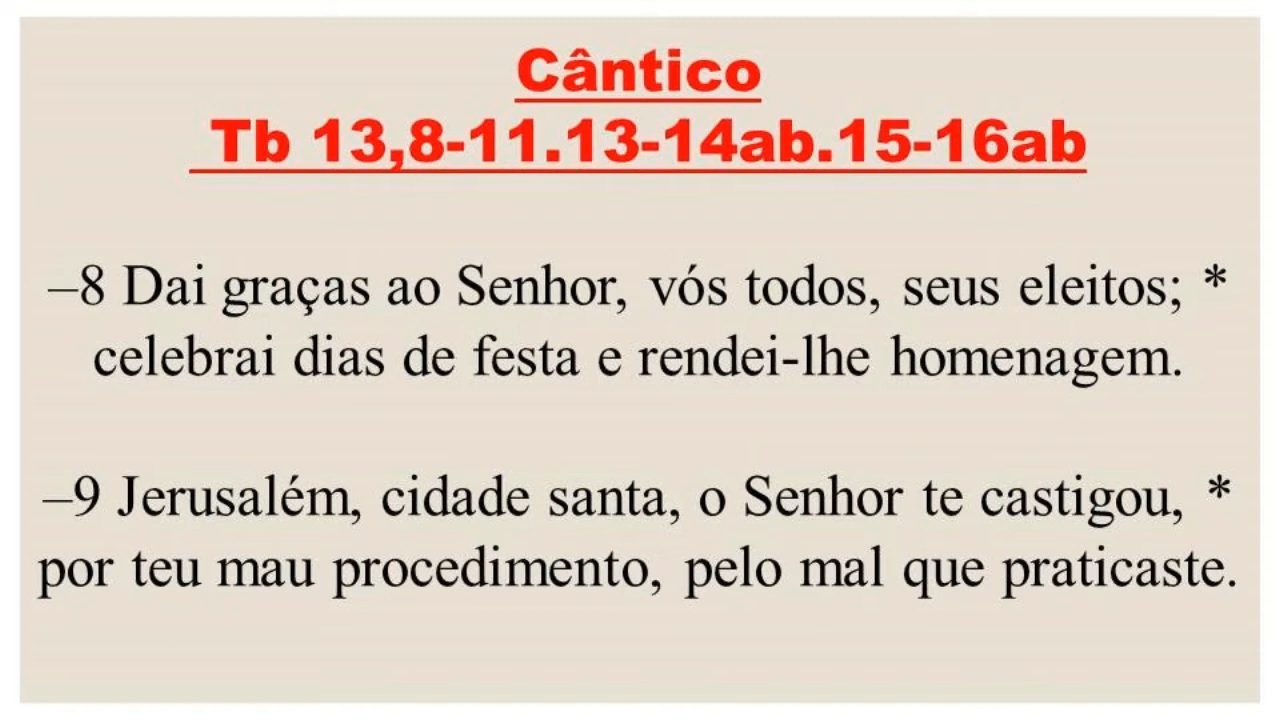 Cântico
Tb 13,8-11.13-14ab.15-16ab
–8 Dai graças ao Senhor, vós todos, seus eleitos; *
celebrai dias de festa e rendei-lhe homenagem.
–9 Jerusalém, cidade santa, o Senhor te castigou, *
por teu mau procedimento, pelo mal que praticaste.